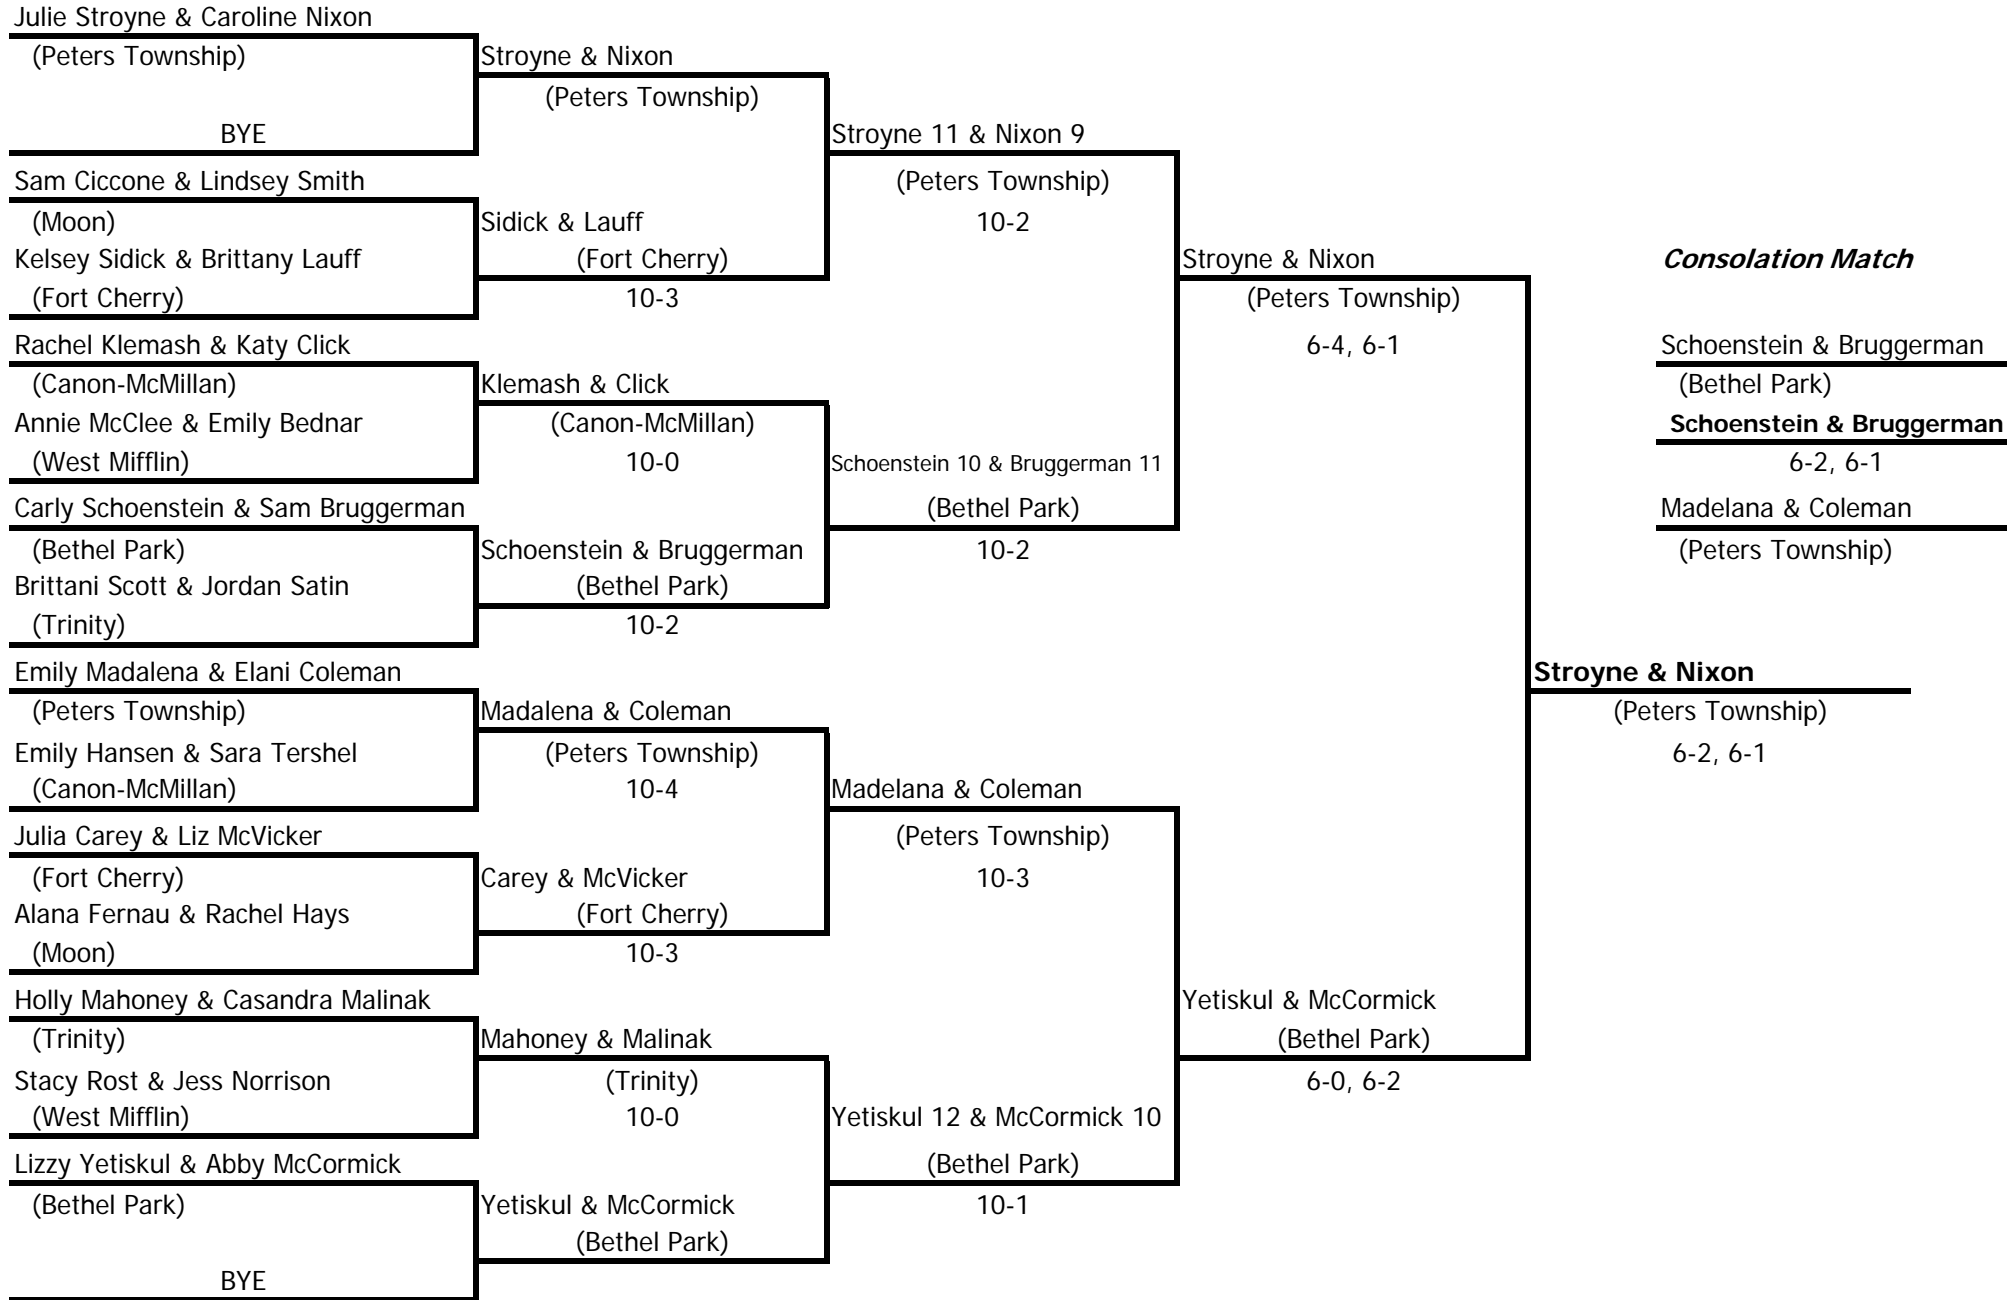 Julie Stroyne & Caroline Nixon
(Peters Township)
BYE
Sam Ciccone & Lindsey Smith
(Moon)
Kelsey Sidick & Brittany Lauff
(Fort Cherry)
Rachel Klemash & Katy Click
(Canon-McMillan)
Annie McClee & Emily Bednar
(West Mifflin)
Carly Schoenstein & Sam Bruggerman
(Bethel Park)
Brittani Scott & Jordan Satin
(Trinity)
Emily Madalena & Elani Coleman
(Peters Township)
Emily Hansen & Sara Tershel
(Canon-McMillan)
Julia Carey & Liz McVicker
(Fort Cherry)
Alana Fernau & Rachel Hays
(Moon)
Holly Mahoney & Casandra Malinak
(Trinity)
Stacy Rost & Jess Norrison
(West Mifflin)
Lizzy Yetiskul & Abby McCormick
(Bethel Park)
BYE
Stroyne & Nixon
(Peters Township)
Sidick & Lauff
(Fort Cherry)
10-3
Klemash & Click
(Canon-McMillan)
10-0
Schoenstein & Bruggerman
(Bethel Park)
10-2
Madalena & Coleman
(Peters Township)
10-4
Carey & McVicker
(Fort Cherry)
10-3
Mahoney & Malinak
(Trinity)
10-0
Yetiskul & McCormick
(Bethel Park)
Stroyne 11 & Nixon 9
(Peters Township)
10-2
Schoenstein 10 & Bruggerman 11
(Bethel Park)
10-2
Madelana & Coleman
(Peters Township)
10-3
Yetiskul 12 & McCormick 10
(Bethel Park)
10-1
Stroyne & Nixon
(Peters Township)
6-4, 6-1
Yetiskul & McCormick
(Bethel Park)
6-0, 6-2
Stroyne & Nixon
(Peters Township)
6-2, 6-1
Consolation Match
Schoenstein & Bruggerman
(Bethel Park)
Schoenstein & Bruggerman
6-2, 6-1
Madelana & Coleman
(Peters Township)